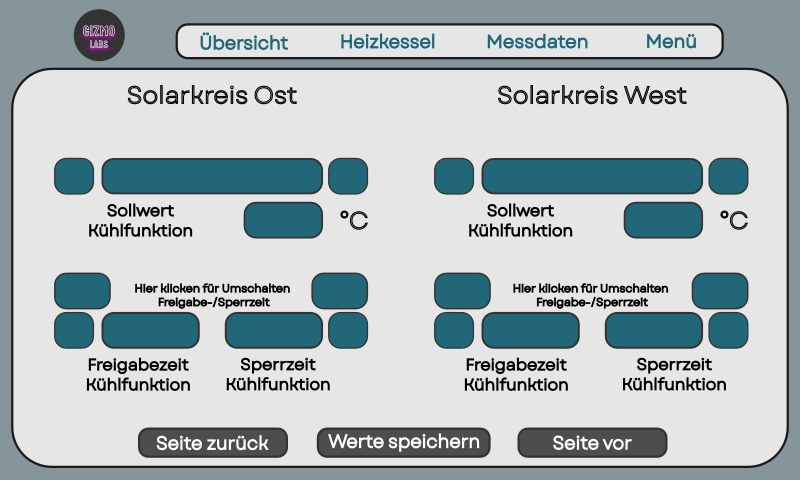 GIZMO
LABS
Übersicht
Heizkessel
Messdaten
Menü
Solarkreis Ost
Solarkreis West
Sollwert
Kühlfunktion
°C
Sollwert
Kühlfunktion
°C
Hier klicken für Umschalten
Freigabe-/Sperrzeit
Hier klicken für Umschalten
Freigabe-/Sperrzeit
Freigabezeit
Kühlfunktion
Sperrzeit
Kühlfunktion
Freigabezeit
Kühlfunktion
Sperrzeit
Kühlfunktion
Seite zurück
Werte speichern
Seite vor